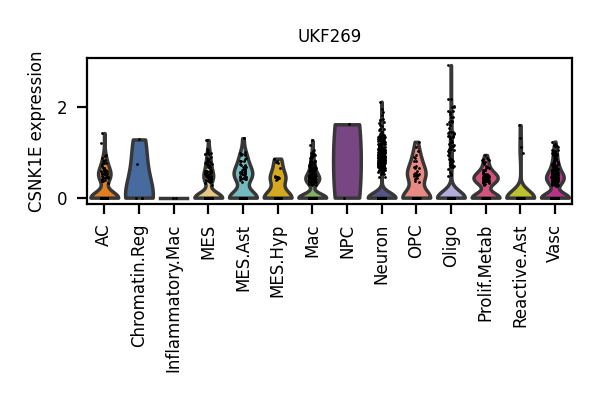 UKF269
CSNK1E expression
2
0
AC
Chromatin.Reg
Inflammatory.Mac
MES
MES.Ast
MES.Hyp
Mac
NPC
Neuron
OPC
Oligo
Prolif.Metab
Reactive.Ast
Vasc